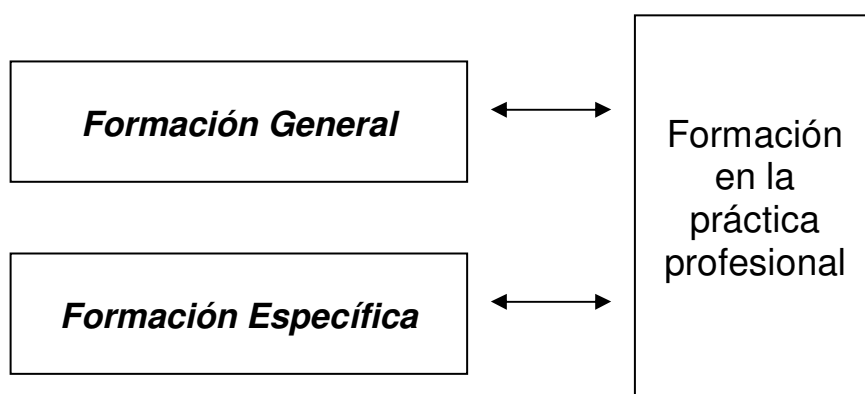 Formación General
Formación Específica
Formación
en la
práctica
profesional